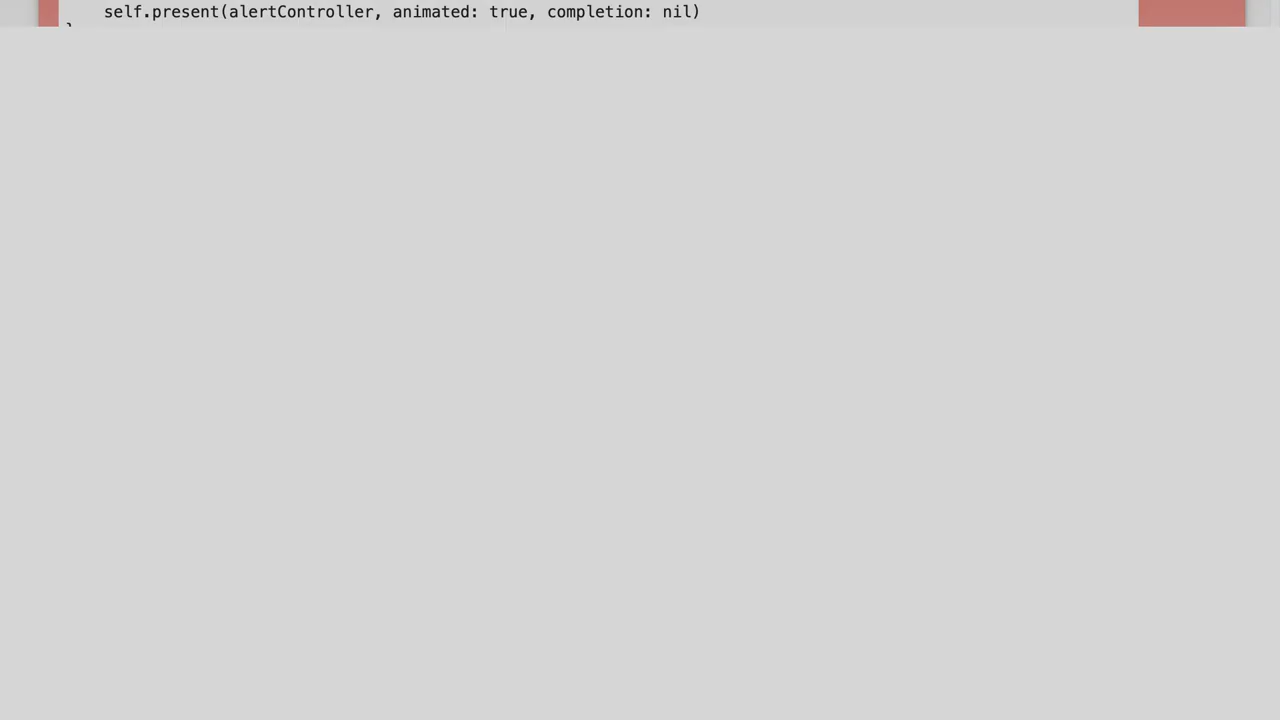 self.present(alertController, animated: true, completion: nil)
}